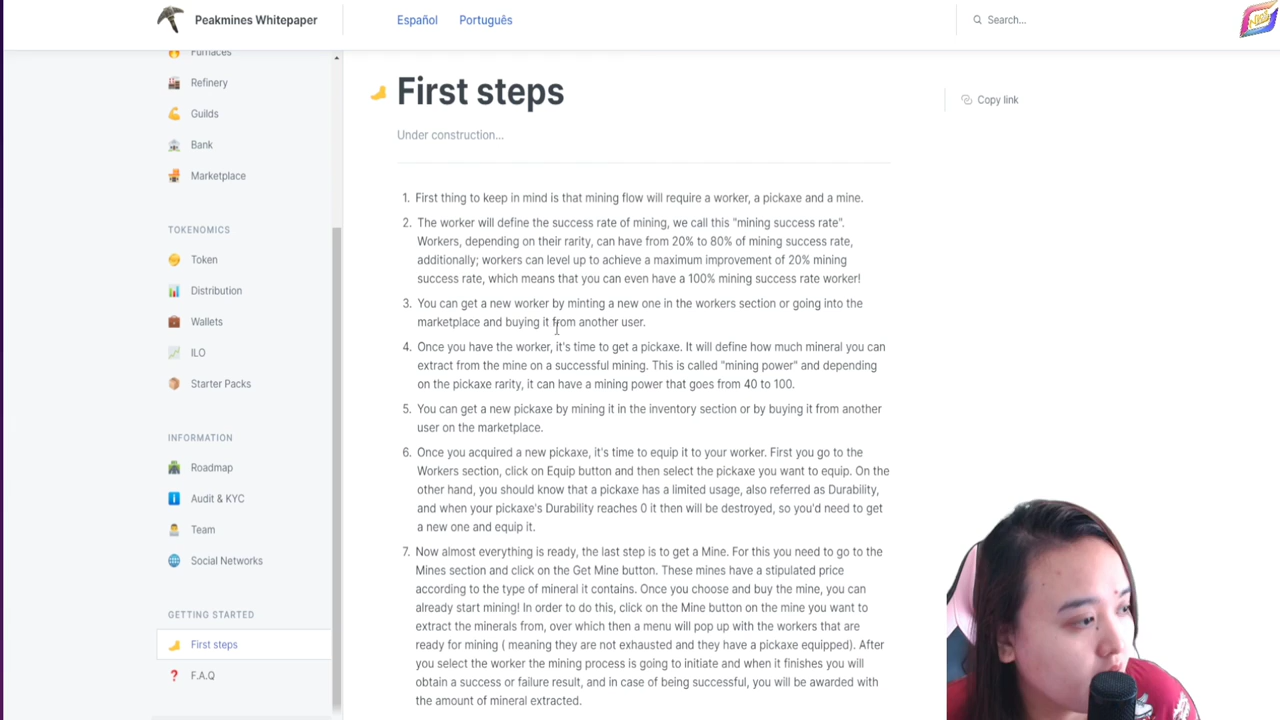 Peakmines Whitepaper
Español
Português
Search...
Furnaces
Refinery
Guilds
Bank
Marketplace
TOKENOMICS
Token
Distribution
Wallets
ILO
Starter Packs
INFORMATION
Roadmap
Audit & KYC
Team
Social Networks
GETTING STARTED
First steps
F.A.Q
First steps
Under construction...
Copy link
1. First thing to keep in mind is that mining flow will require a worker, a pickaxe and a mine.
2. The worker will define the success rate of mining, we call this "mining success rate".
Workers, depending on their rarity, can have from 20% to 80% of mining success rate,
additionally; workers can level up to achieve a maximum improvement of 20% mining
success rate, which means that you can even have a 100% mining success rate worker!
3. You can get a new worker by minting a new one in the workers section or going into the
marketplace and buying it from another user.
4. Once you have the worker, it's time to get a pickaxe. It will define how much mineral you can
extract from the mine on a successful mining. This is called "mining power" and depending
on the pickaxe rarity, it can have a mining power that goes from 40 to 100.
5. You can get a new pickaxe by mining it in the inventory section or by buying it from another
user on the marketplace.
6. Once you acquired a new pickaxe, it's time to equip it to your worker. First you go to the
Workers section, click on Equip button and then select the pickaxe you want to equip. On the
other hand, you should know that a pickaxe has a limited usage, also referred as Durability,
and when your pickaxe's Durability reaches 0 it then will be destroyed, so you'd need to get
a new one and equip it.
7. Now almost everything is ready, the last step is to get a Mine. For this you need to go to the
Mines section and click on the Get Mine button. These mines have a stipulated price
according to the type of mineral it contains. Once you choose and buy the mine, you can
already start mining! In order to do this, click on the Mine button on the mine you want to
extract the minerals from, over which then a menu will pop up with the workers that are
ready for mining ( meaning they are not exhausted and they have a pickaxe equipped). After
you select the worker the mining process is going to initiate and when it finishes you will
obtain a success or failure result, and in case of being successful, you will be awarded with
the amount of mineral extracted.